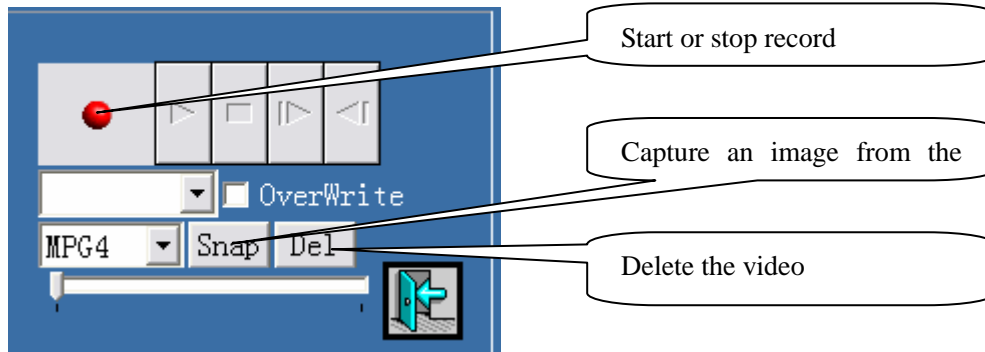 Start or stop record
Capture an image from the
OverWrite
MPG4 Snap Del
Delete the video